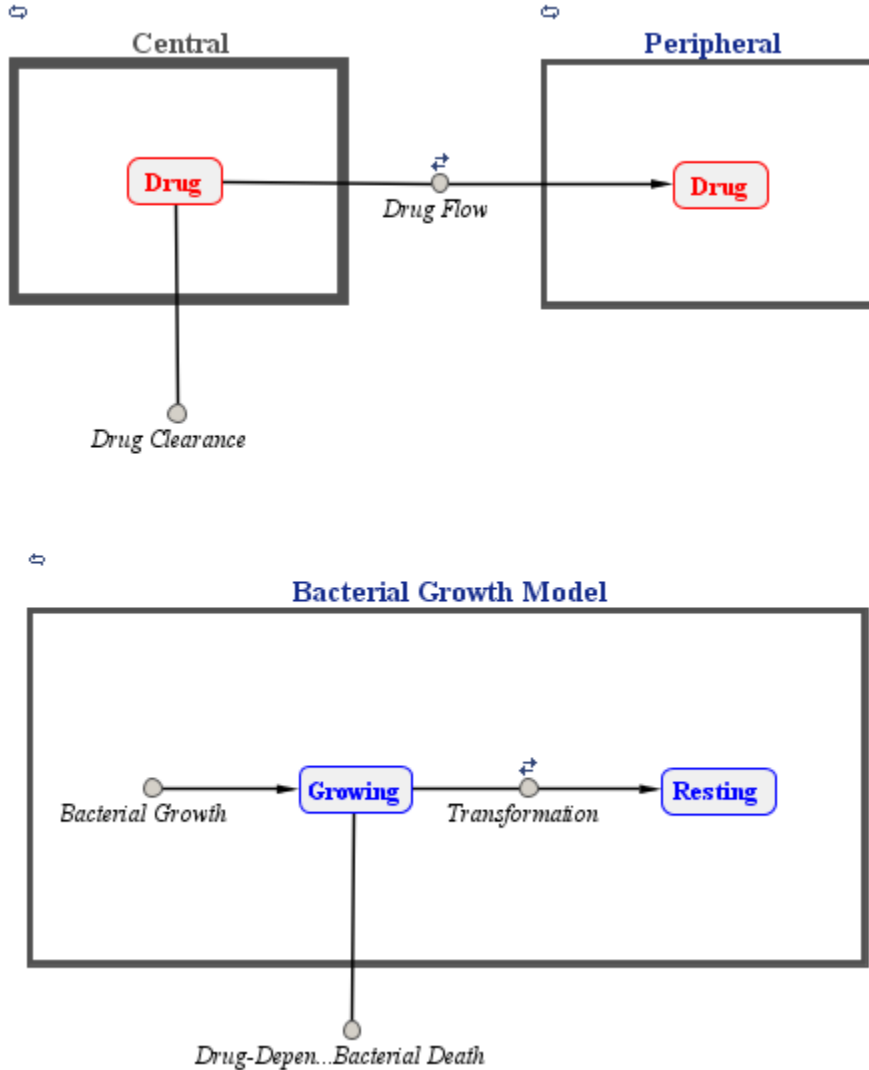 Central
Peripheral
Drug
Drug
Drug Flow
Drug Clearance
Bacterial Growth Model
Growing
Resting
Bacterial Growth
Transformation
Drug-Depen...Bacterial Death